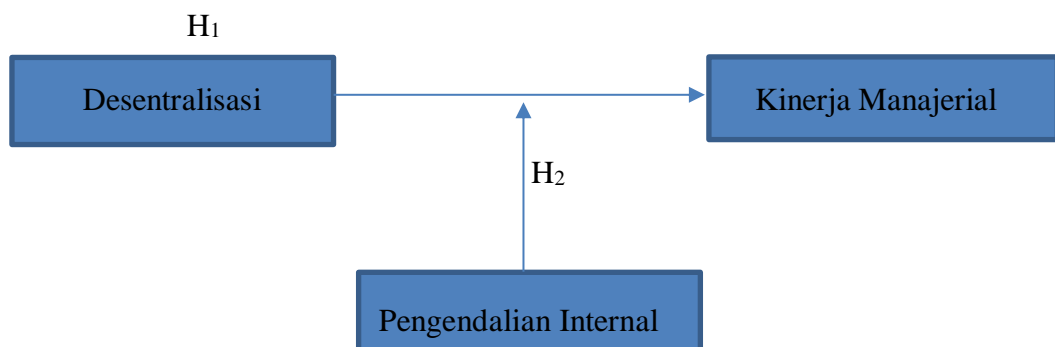 H₁
Desentralisasi
Kinerja Manajerial
H₂
Pengendalian Internal